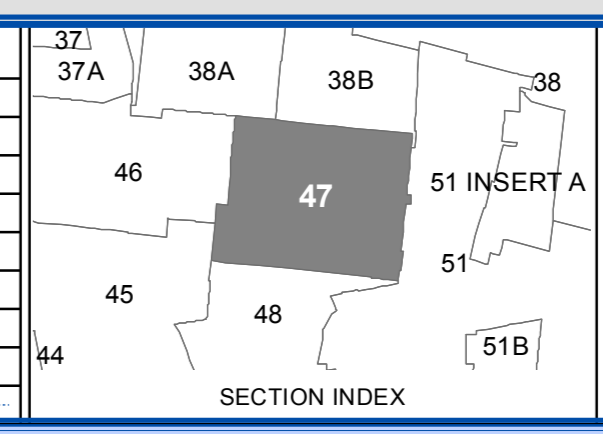 37
37A
38A
38B
38
46
47
51 INSERT A
51
45
48
44
51B
SECTION INDEX